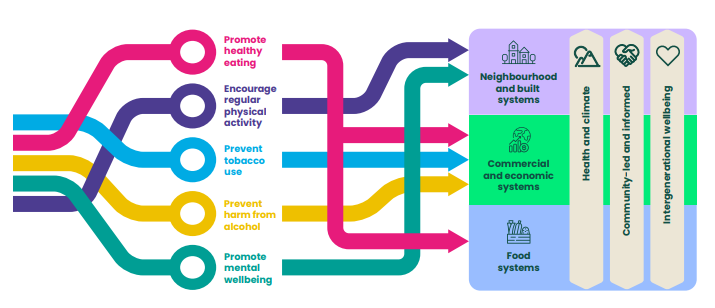 Promote
healthy
eating
Encourage
regular
physical
activity
Prevent
tobacco
use
Prevent
harm from
alcohol
Promote
mental
wellbeing
Neighbourhood
and built
systems
Commercial
and economic
systems
Food
systems
Health and climate
Community-led and informed
Intergenerational wellbeing